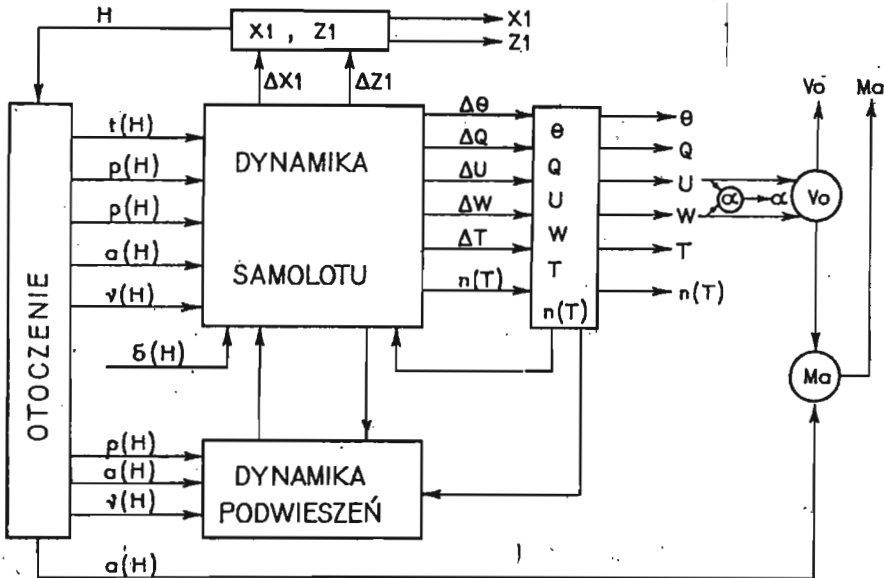 H
X1 , Z1
X1
Z1
ΔX1
ΔZ1
Vo
Ma
OTOCZENIE
t(H)
p(H)
p(H)
a(H)
ν(H)
δ(H)
DYNAMIKA
SAMOLOTU
Δθ
ΔQ
ΔU
ΔW
ΔT
n(T)
θ
Q
U
W
T
n(T)
θ
Q
U
W
T
n(T)
α
α
Vo
Ma
p(H)
a(H)
ν(H)
DYNAMIKA
PODWIESZEŃ
a(H)